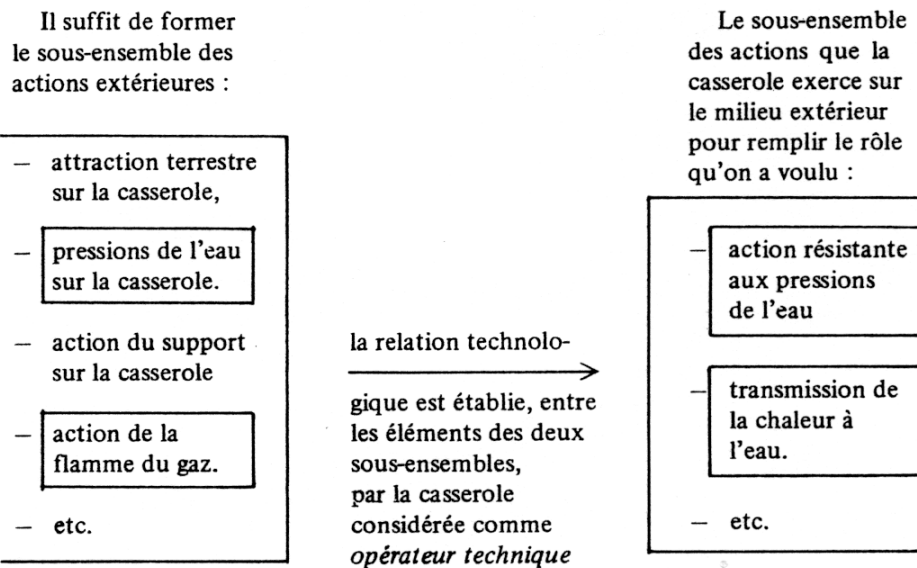 Il suffit de former
le sous-ensemble des
actions extérieures :
— attraction terrestre
sur la casserole,
— pressions de l'eau
sur la casserole.
— action du support
sur la casserole
— action de la
flamme du gaz.
— etc.
la relation technolo-
gique est établie, entre
les éléments des deux
sous-ensembles,
par la casserole
considérée comme
opérateur technique
Le sous-ensemble
des actions que la
casserole exerce sur
le milieu extérieur
pour remplir le rôle
qu'on a voulu :
— action résistante
aux pressions
de l'eau
— transmission de
la chaleur à
l'eau.
— etc.